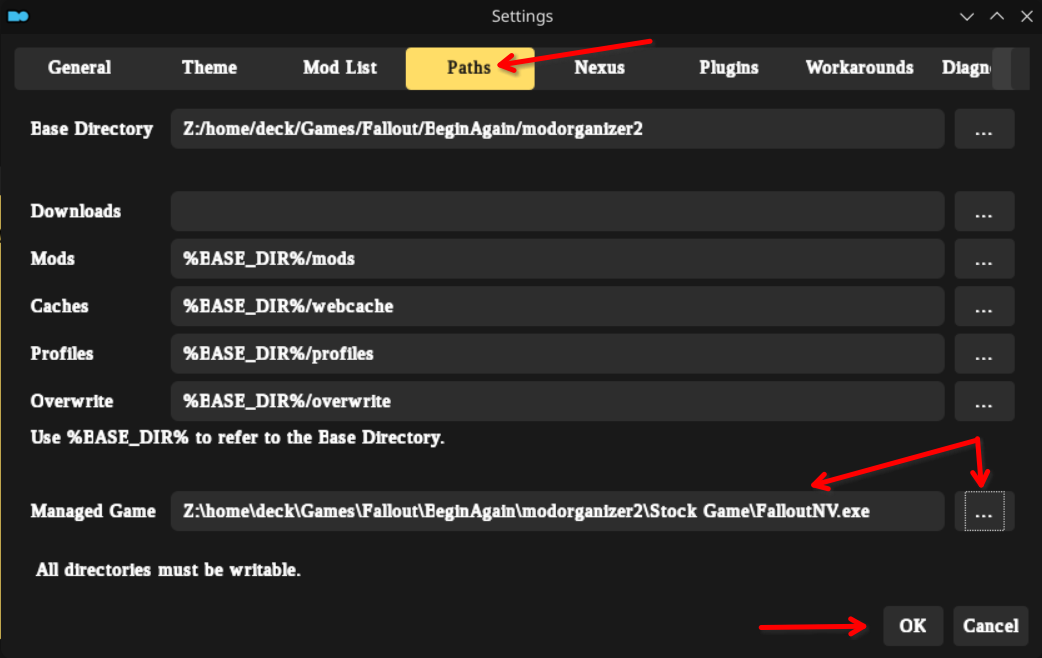 Settings
General Theme Mod List Paths Nexus Plugins Workarounds Diagn
Base Directory Z:/home/deck/Games/Fallout/BeginAgain/modorganizer2 ...
Downloads ...
Mods %BASE_DIR%/mods ...
Caches %BASE_DIR%/webcache ...
Profiles %BASE_DIR%/profiles ...
Overwrite %BASE_DIR%/overwrite ...
Use %BASE_DIR% to refer to the Base Directory.
Managed Game Z:\home\deck\Games\Fallout\BeginAgain\modorganizer2\Stock Game\FalloutNV.exe ...
All directories must be writable.
OK Cancel